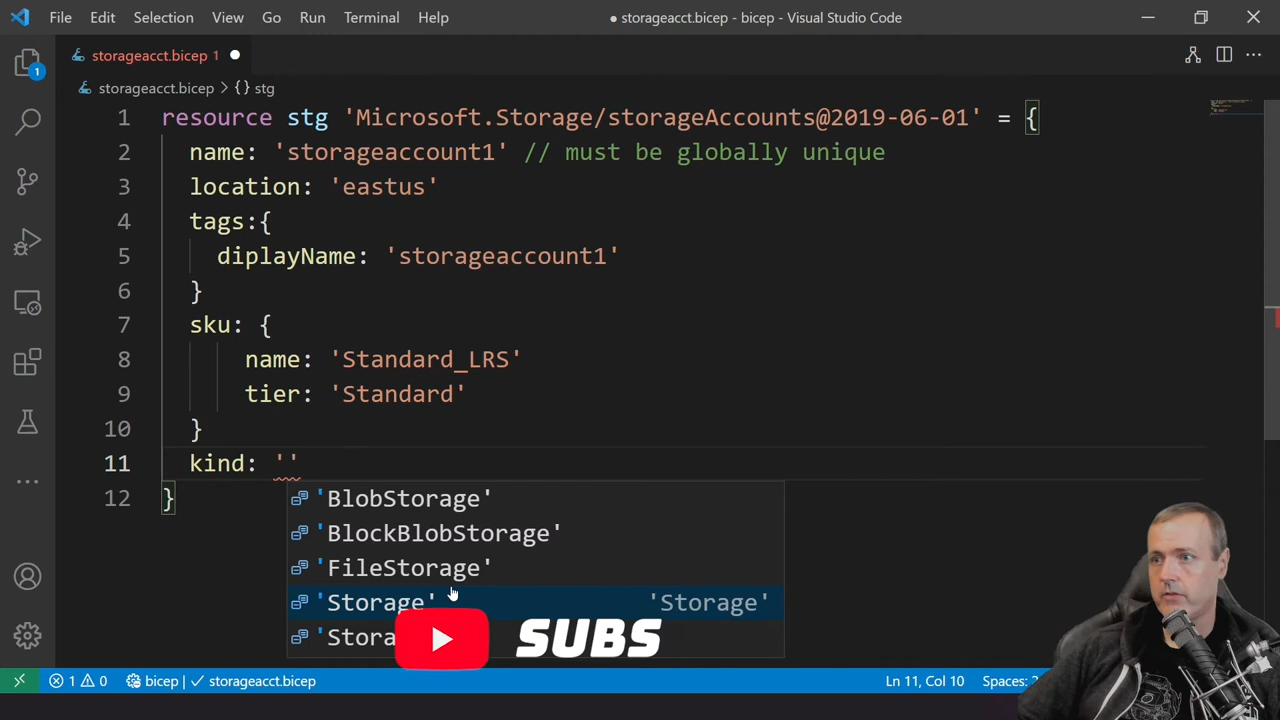 File Edit Selection View Go Run Terminal Help
● storageacct.bicep - bicep - Visual Studio Code
storageacct.bicep 1 ●
storageacct.bicep > {} stg
1 resource stg 'Microsoft.Storage/storageAccounts@2019-06-01' = {
2 name: 'storageaccount1' // must be globally unique
3 location: 'eastus'
4 tags:{
5 diplayName: 'storageaccount1'
6 }
7 sku: {
8 name: 'Standard_LRS'
9 tier: 'Standard'
10 }
11 kind: ''
12 }
'BlobStorage'
'BlockBlobStorage'
'FileStorage'
'Storage' 'Storage'
'Stora
SUBS
1
1 0 bicep storageacct.bicep Ln 11, Col 10 Spaces: